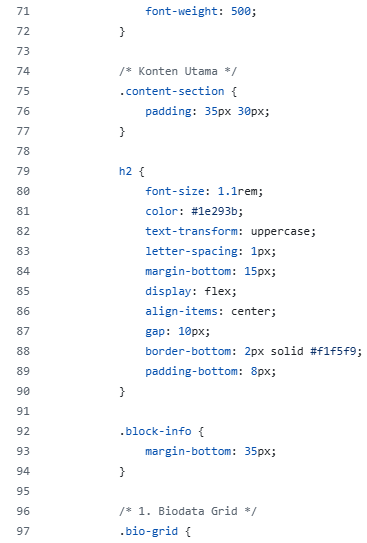 71 font-weight: 500;
72 }
73
74 /* Konten Utama */
75 .content-section {
76 padding: 35px 30px;
77 }
78
79 h2 {
80 font-size: 1.1rem;
81 color: #1e293b;
82 text-transform: uppercase;
83 letter-spacing: 1px;
84 margin-bottom: 15px;
85 display: flex;
86 align-items: center;
87 gap: 10px;
88 border-bottom: 2px solid #f1f5f9;
89 padding-bottom: 8px;
90 }
91
92 .block-info {
93 margin-bottom: 35px;
94 }
95
96 /* 1. Biodata Grid */
97 .bio-grid {